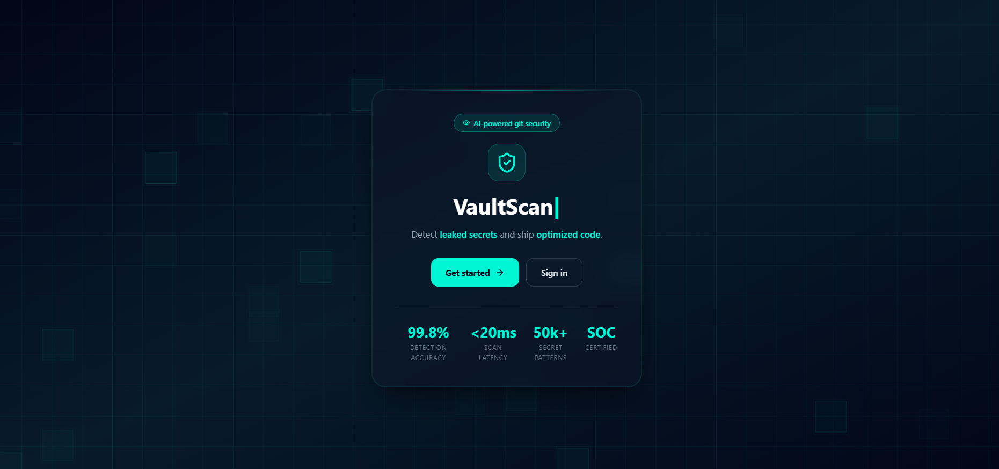 AI-powered git security
VaultScan
Detect leaked secrets and ship optimized code.
Get started
Sign in
99.8%
DETECTION
ACCURACY
<20ms
SCAN
LATENCY
50k+
SECRET
PATTERNS
SOC
CERTIFIED